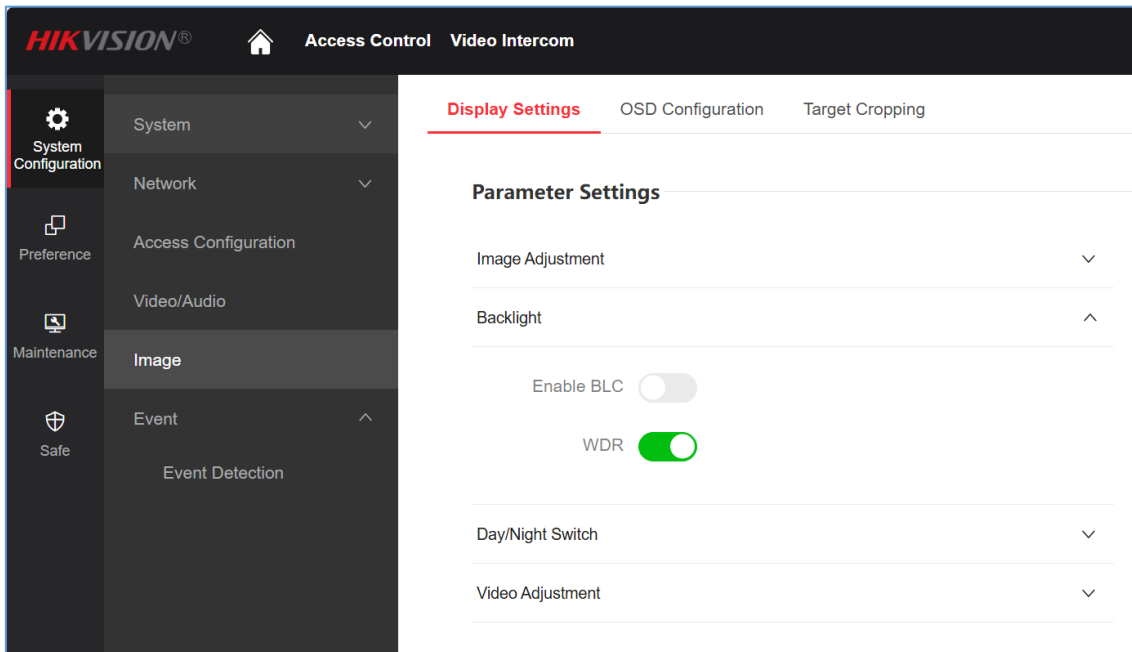 HIKVISION®
Access Control Video Intercom
System Configuration
Preference
Maintenance
Safe
System
Network
Access Configuration
Video/Audio
Image
Event
Event Detection
Display Settings OSD Configuration Target Cropping
Parameter Settings
Image Adjustment
Backlight
Enable BLC
WDR
Day/Night Switch
Video Adjustment